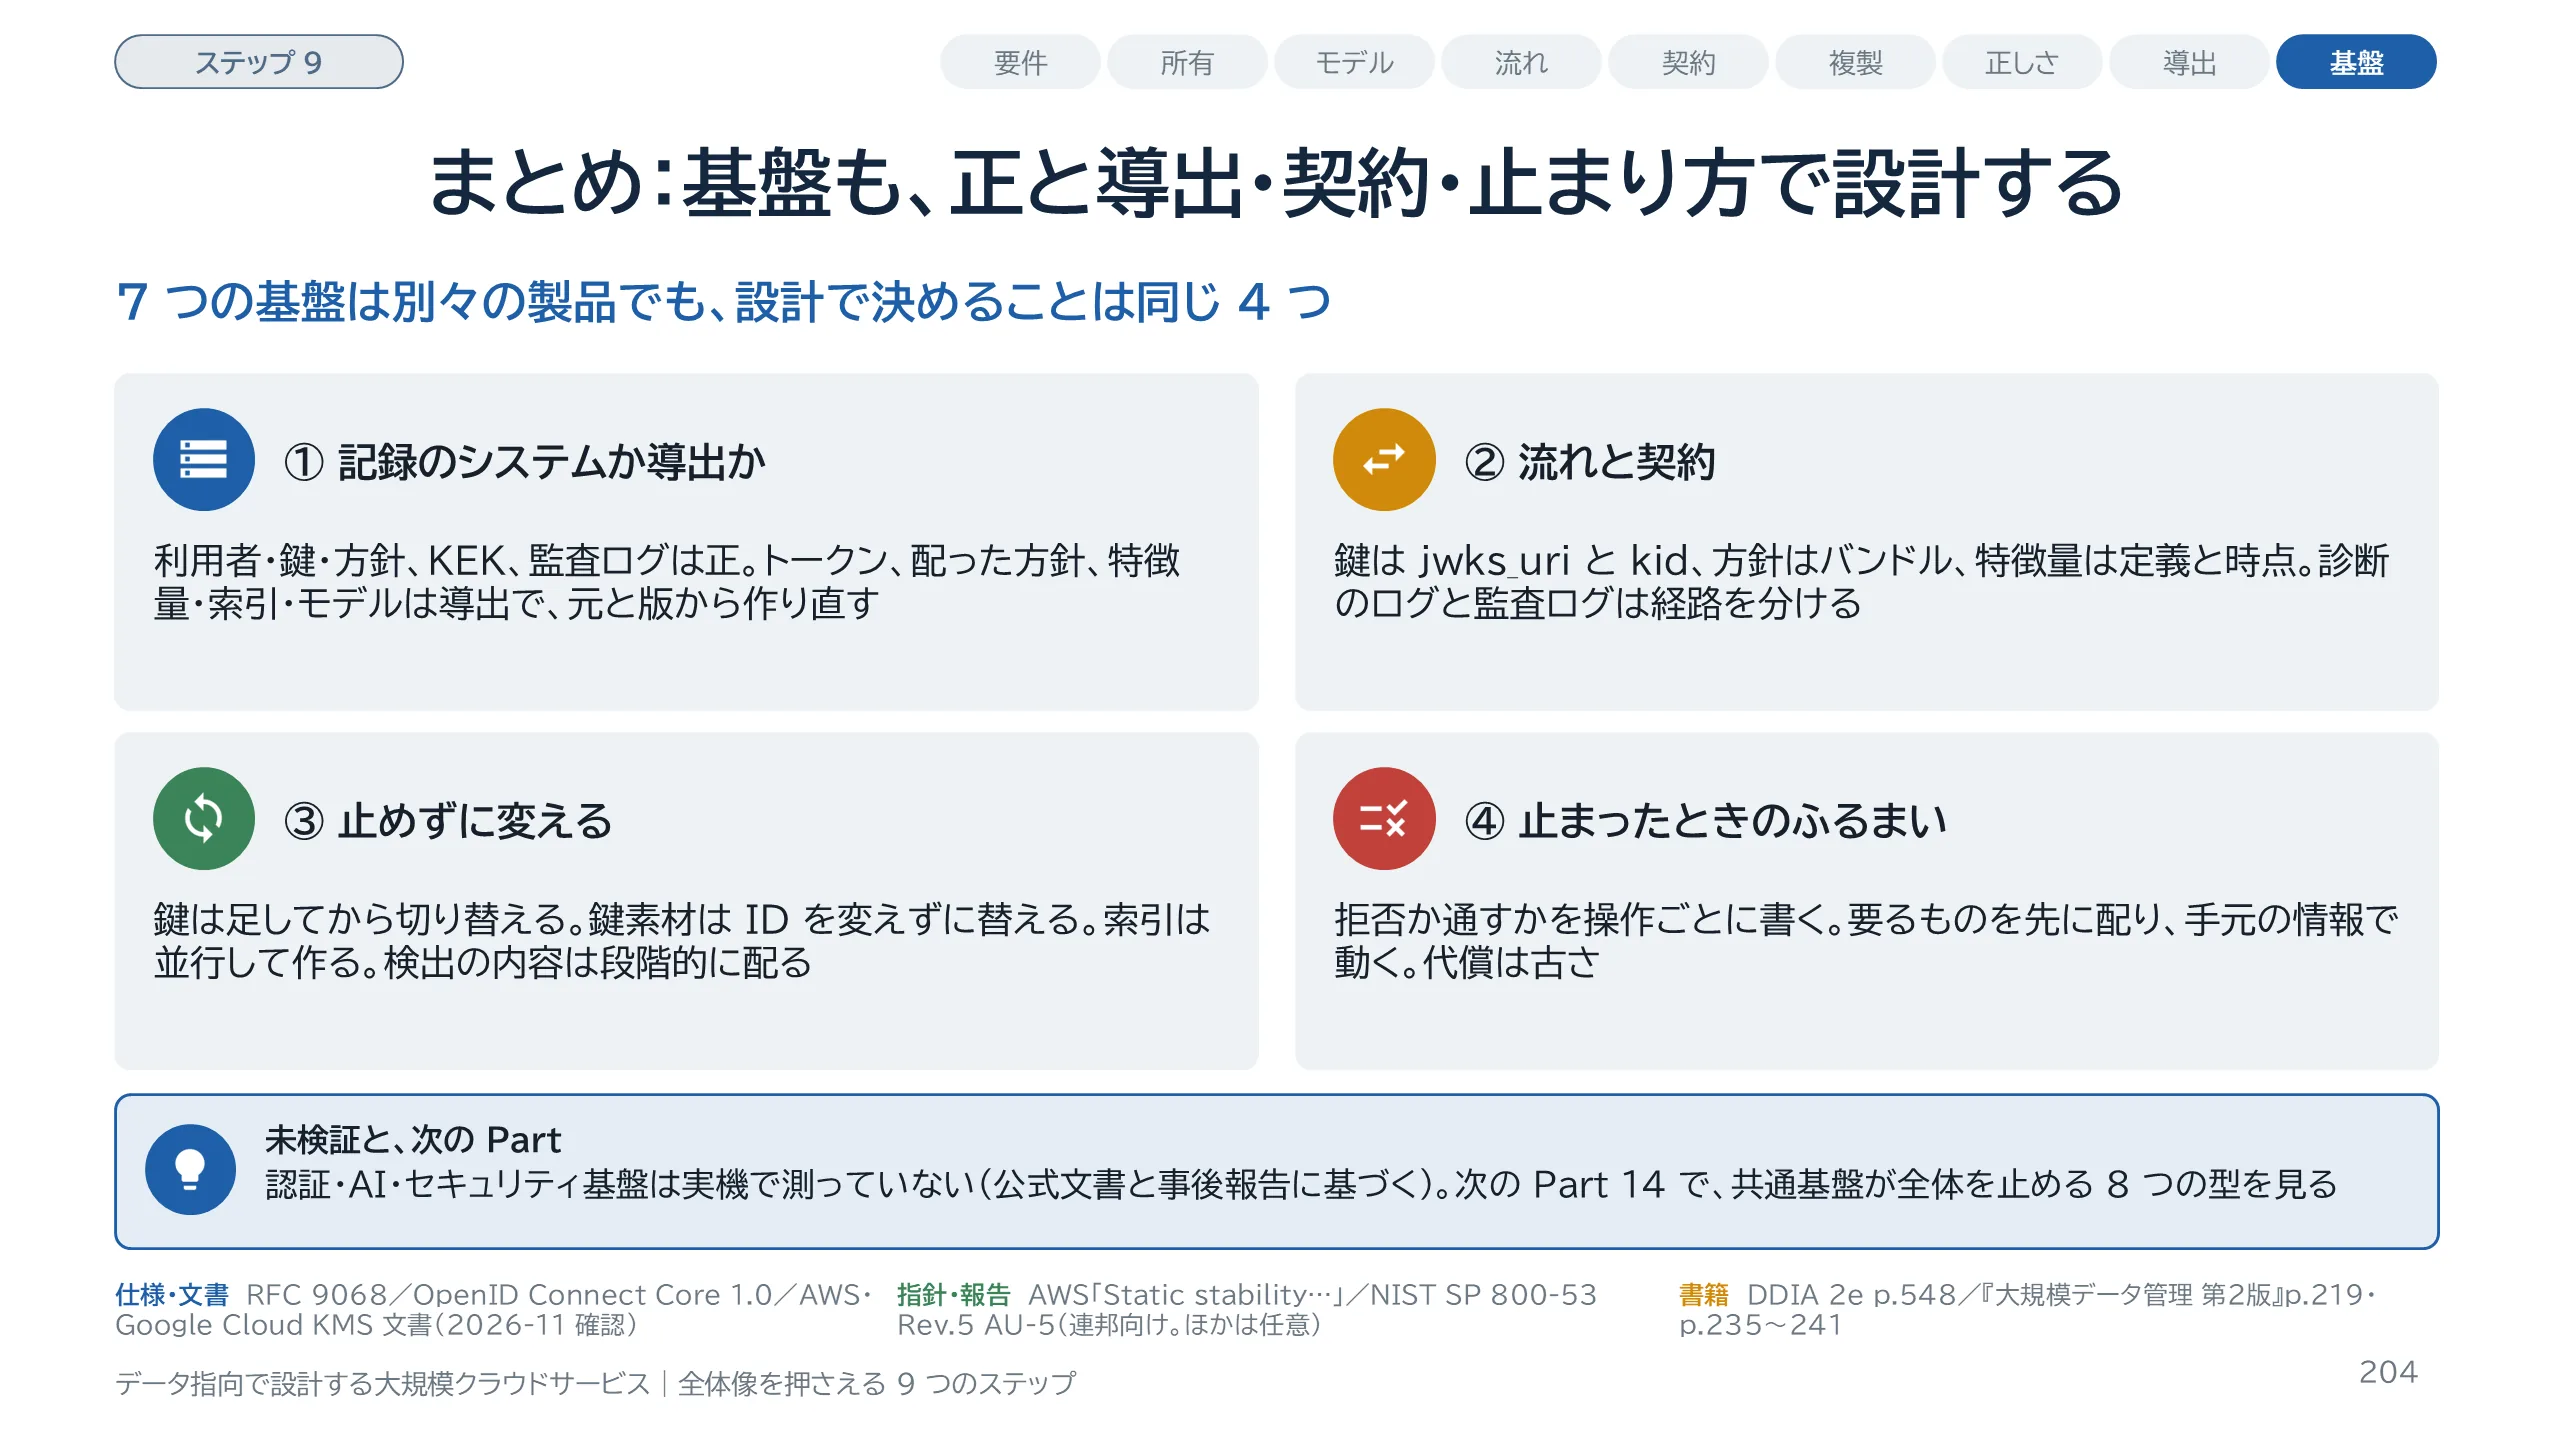 ステップ 9
要件
所有
モデル
流れ
契約
複製
正しさ
導出
基盤
まとめ：基盤も、正と導出・契約・止まり方で設計する
7 つの基盤は別々の製品でも、設計で決めることは同じ 4 つ
① 記録のシステムか導出か
利用者・鍵・方針、KEK、監査ログは正。トークン、配った方針、特徴
量・索引・モデルは導出で、元と版から作り直す
② 流れと契約
鍵は jwks_uri と kid、方針はバンドル、特徴量は定義と時点。診断
のログと監査ログは経路を分ける
③ 止めずに変える
鍵は足してから切り替える。鍵素材は ID を変えずに替える。索引は
並行して作る。検出の内容は段階的に配る
④ 止まったときのふるまい
拒否か通すかを操作ごとに書く。要るものを先に配り、手元の情報で
動く。代償は古さ
未検証と、次の Part
認証・AI・セキュリティ基盤は実機で測っていない（公式文書と事後報告に基づく）。次の Part 14 で、共通基盤が全体を止める 8 つの型を見る
仕様・文書 RFC 9068／OpenID Connect Core 1.0／AWS・
Google Cloud KMS 文書（2026-11 確認）
指針・報告 AWS「Static stability…」／NIST SP 800-53
Rev.5 AU-5（連邦向け。ほかは任意）
書籍 DDIA 2e p.548／『大規模データ管理 第2版』p.219・
p.235～241
データ指向で設計する大規模クラウドサービス｜全体像を押さえる 9 つのステップ
204